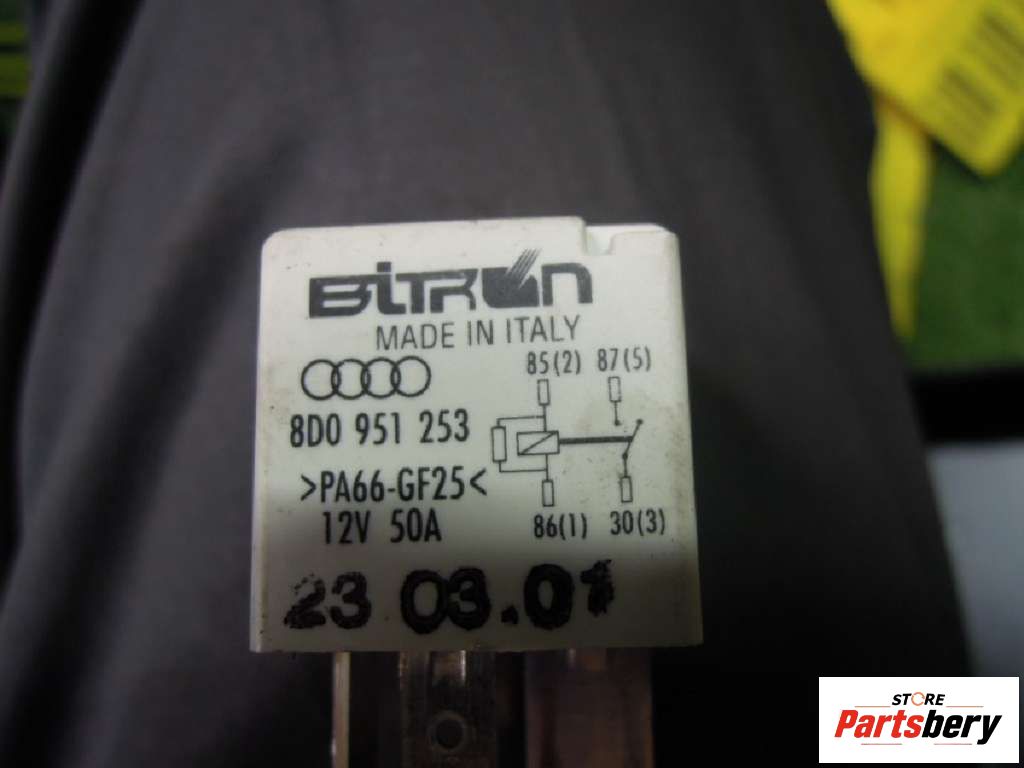 BiTRON
MADE IN ITALY
85(2) 87(5)
8D0 951 253
>PA66-GF25<
12V 50A
86(1) 30(3)
23 03.01
STORE
Partsbery